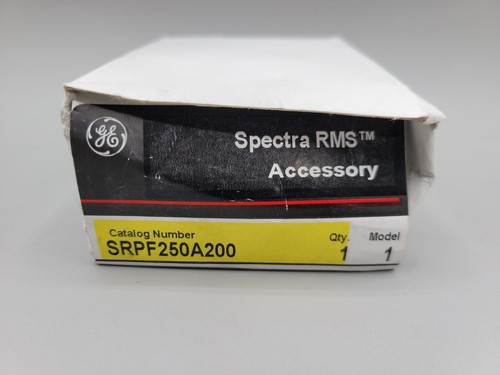 GE
Spectra RMS™
Accessory
Catalog Number Qty. Model
SRPF250A200 1 1